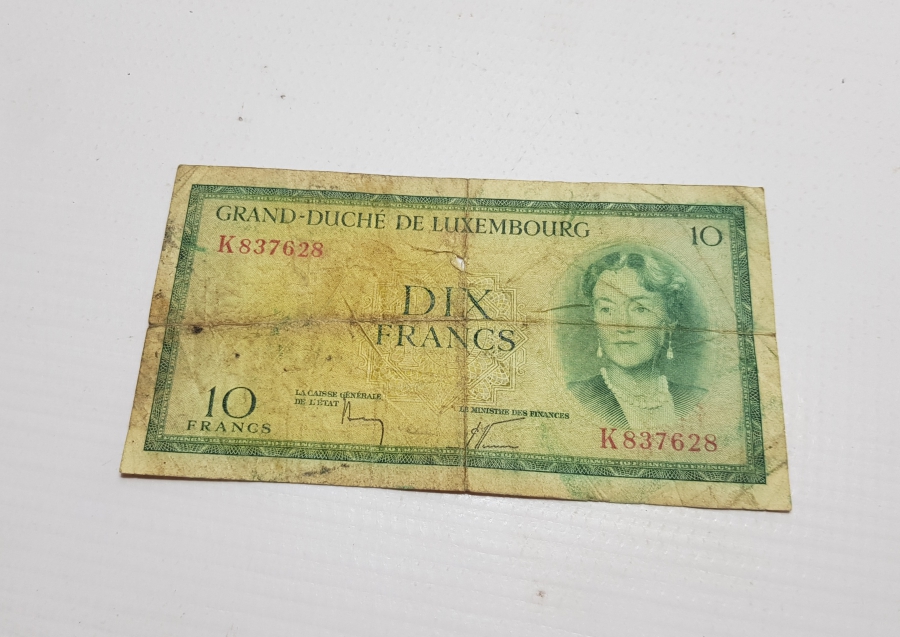 GRAND-DUCHÉ DE LUXEMBOURG
10
K837628
DIX
FRANCS
10
FRANCS
LA CAISSE GÉNÉRALE
DE L'ÉTAT
LE MINISTRE DES FINANCES
K837628